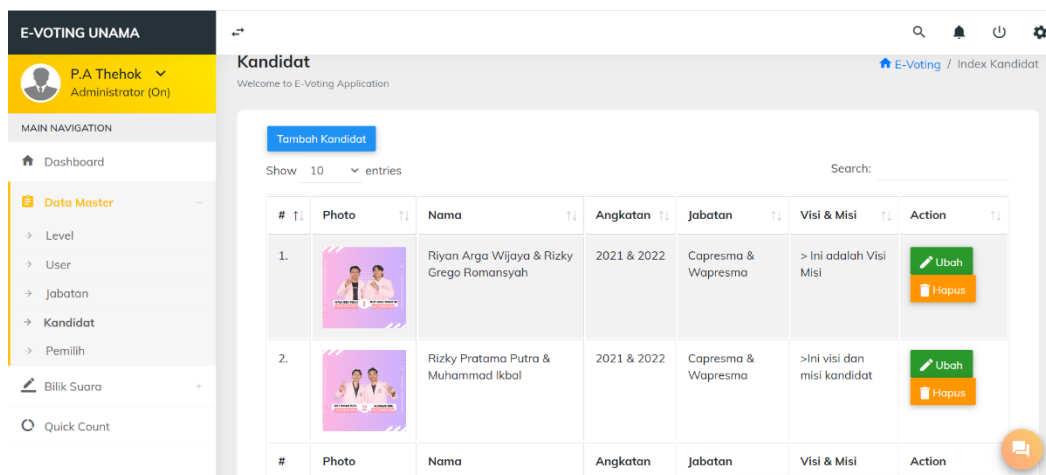 E-VOTING UNAMA
P.A Thehok
Administrator (On)
MAIN NAVIGATION
Dashboard
Data Master
Level
User
Jabatan
Kandidat
Pemilih
Bilik Suara
Quick Count
Kandidat
Welcome to E-Voting Application
E-Voting / Index Kandidat
Tambah Kandidat
Show 10 entries
Search:
# Photo Nama Angkatan Jabatan Visi & Misi Action
1. Riyan Arga Wijaya & Rizky 2021 & 2022 Capresma & > Ini adalah Visi Ubah
Grego Romansyah Wapresma Misi
Hapus
2. Rizky Pratama Putra & 2021 & 2022 Capresma & >Ini visi dan Ubah
Muhammad Ikbal Wapresma misi kandidat
Hapus
# Photo Nama Angkatan Jabatan Visi & Misi Action